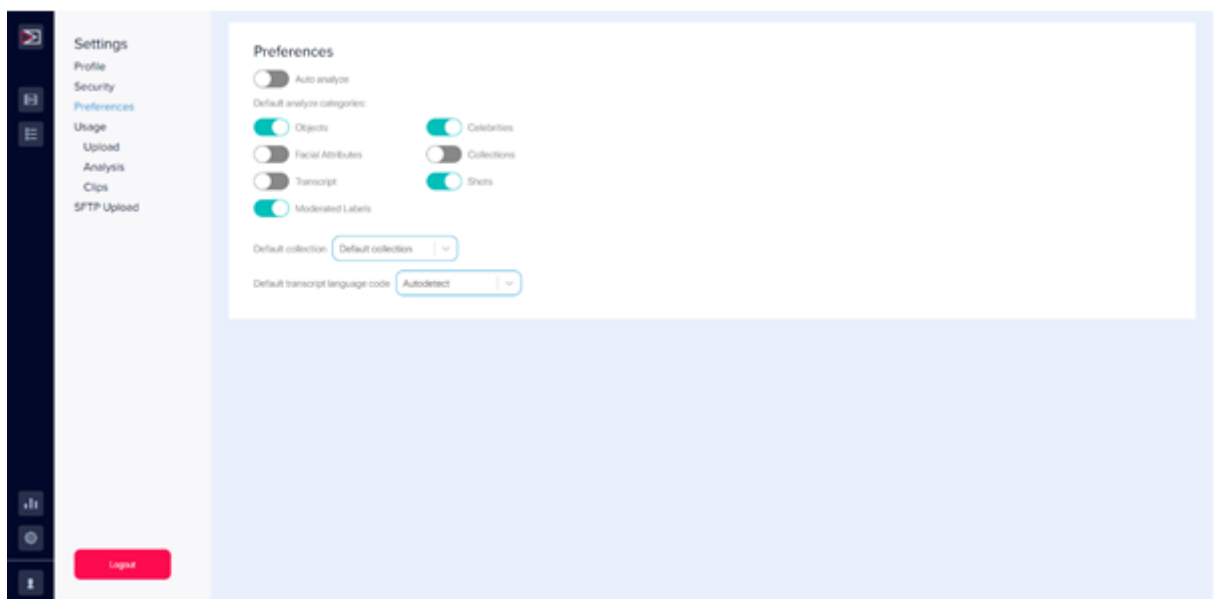 Settings
Profile
Security
Preferences
Usage
Upload
Analysis
Clips
SFTP Upload
Logout
Preferences
Auto analyze
Default analyze categories:
Objects
Celebrities
Facial Attributes
Collections
Transcript
Shots
Moderated Labels
Default collection Default collection
Default transcript language code Autodetect